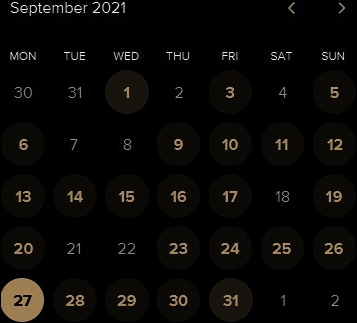 September 2021
MON TUE WED THU FRI SAT SUN
30 31 1 2 3 4 5
6 7 8 9 10 11 12
13 14 15 16 17 18 19
20 21 22 23 24 25 26
27 28 29 30 31 1 2